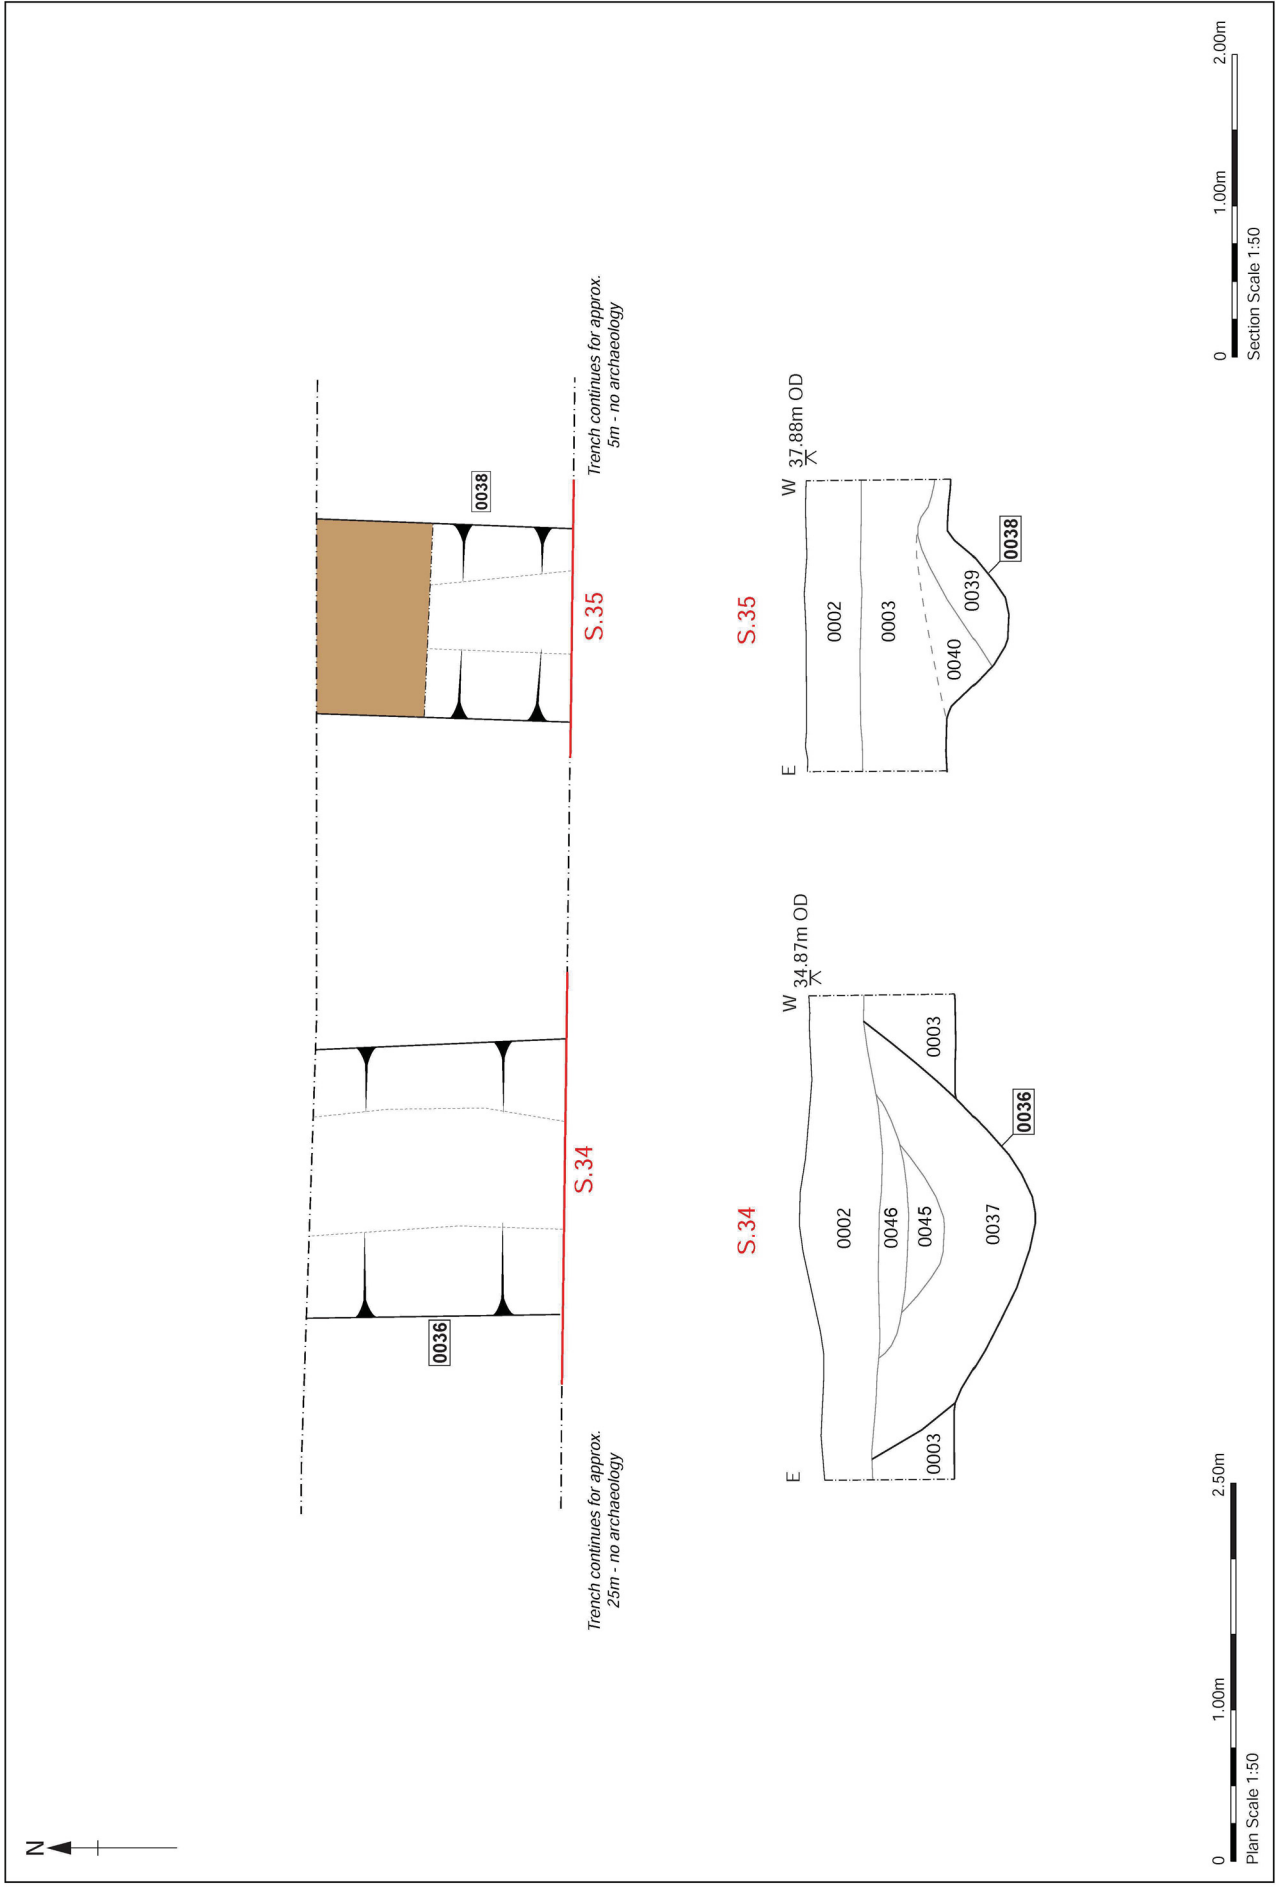 N
0036
0038
S.34
S.35
Trench continues for approx.
25m - no archaeology
Trench continues for approx.
5m - no archaeology
S.34
E
W
34.87m OD
0002
0046
0045
0003
0003
0037
0036
S.35
E
W
37.88m OD
0002
0003
0040
0039
0038
0
1.00m
2.50m
Plan Scale 1:50
0
1.00m
2.00m
Section Scale 1:50